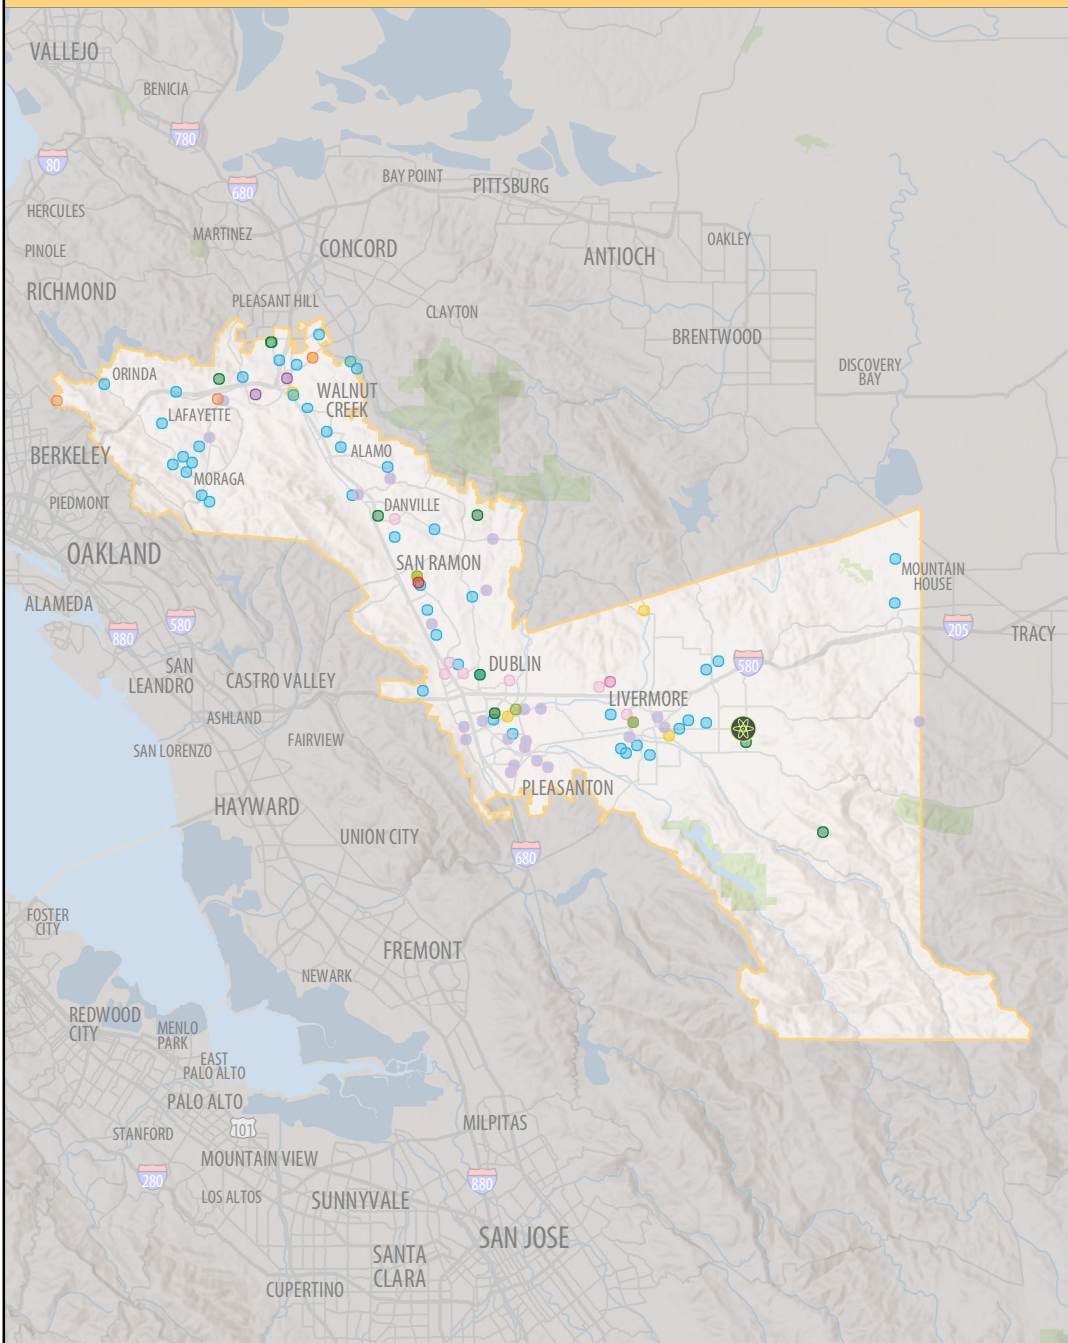 VALLEJO
BENICIA
780
80
680
BAY POINT
PITTSBURG
HERCULES
MARTINEZ
CONCORD
OAKLEY
PINOLE
ANTIOCH
RICHMOND
PLEASANT HILL
CLAYTON
BRENTWOOD
DISCOVERY
BAY
ORINDA
WALNUT
CREEK
LAFAYETTE
BERKELEY
ALAMO
MORAGA
PIEDMONT
DANVILLE
OAKLAND
SAN RAMON
MOUNTAIN
HOUSE
ALAMEDA
580
880
205
TRACY
SAN
LEANDRO
CASTRO VALLEY
DUBLIN
580
LIVERMORE
ASHLAND
FAIRVIEW
SAN LORENZO
PLEASANTON
HAYWARD
UNION CITY
680
FOSTER
CITY
FREMONT
NEWARK
REDWOOD
CITY
MENLO
PARK
EAST
PALO ALTO
PALO ALTO
101
STANFORD
MILPITAS
MOUNTAIN VIEW
280
880
LOS ALTOS
SUNNYVALE
SAN JOSE
SANTA
CLARA
CUPERTINO